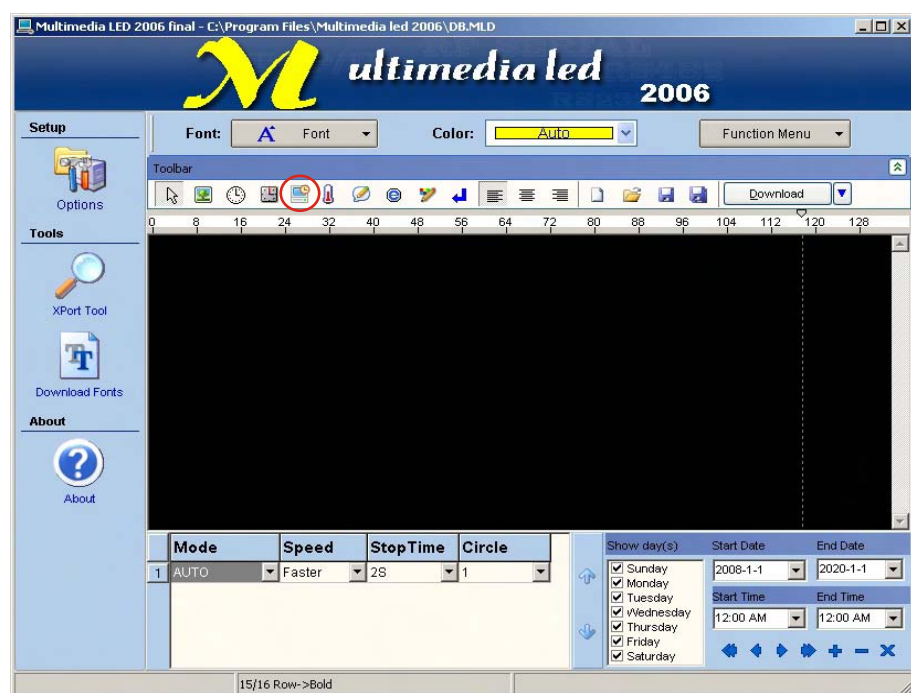 Multimedia LED 2006 final - C:\Program Files\Multimedia led 2006\DB.MLD
Multimedia led
2006
Setup
Font: A Font
Color: Auto
Function Menu
Toolbar
Options
Download
0 8 16 24 32 40 48 56 64 72 80 88 96 104 112 120 128
Tools
XPort Tool
Download Fonts
About
About
Mode Speed StopTime Circle
1 AUTO Faster 2S 1
Show day(s)
Sunday
Monday
Tuesday
Wednesday
Thursday
Friday
Saturday
Start Date End Date
2008-1-1 2020-1-1
Start Time End Time
12:00 AM 12:00 AM
15/16 Row->Bold